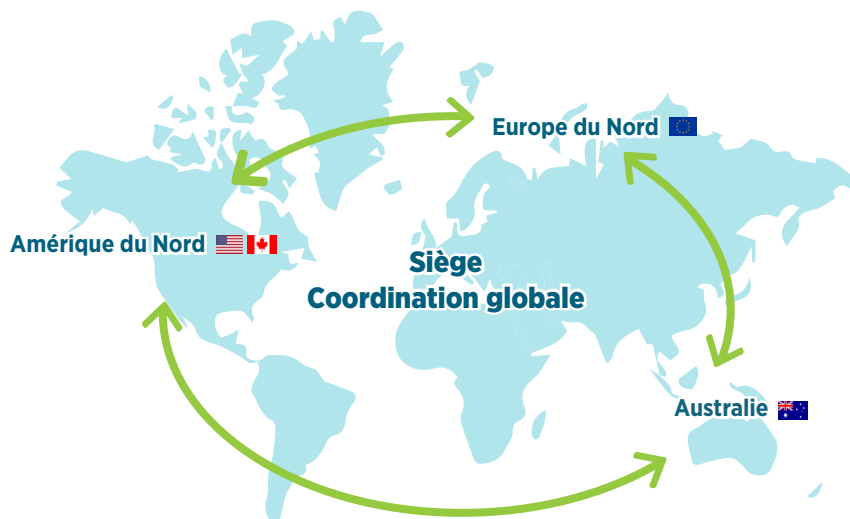 Europe du Nord
Amérique du Nord
Siège
Coordination globale
Australie